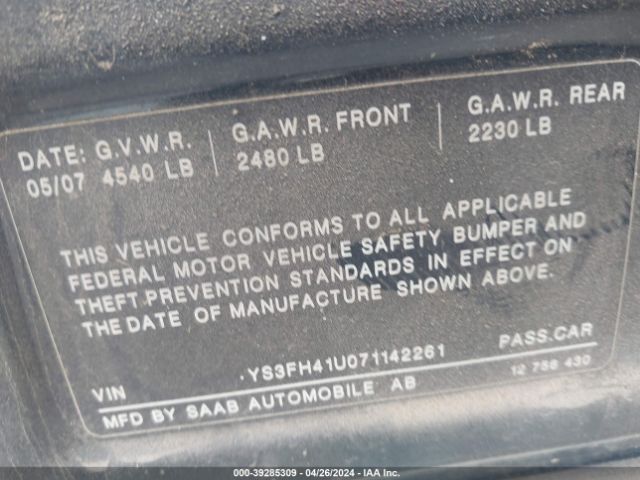 DATE: G.V.W.R. | G.A.W.R. FRONT | G.A.W.R. REAR
05/07 4540 LB | 2480 LB | 2230 LB
THIS VEHICLE CONFORMS TO ALL APPLICABLE
FEDERAL MOTOR VEHICLE SAFETY BUMPER AND
THEFT PREVENTION STANDARDS IN EFFECT ON
THE DATE OF MANUFACTURE SHOWN ABOVE.
VIN YS3FH41U071142261 PASS.CAR
MFD BY SAAB AUTOMOBILE AB 12 756 430
000-39285309 - 04/26/2024 - IAA Inc.